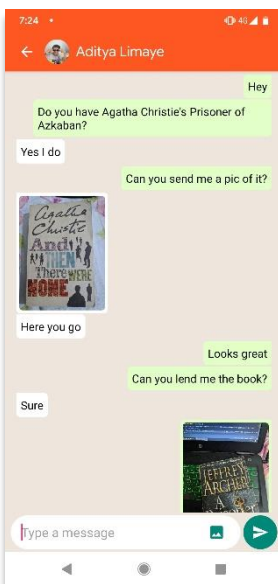 7:24
4G
Aditya Limaye
Hey
Do you have Agatha Christie's Prisoner of
Azkaban?
Yes I do
Can you send me a pic of it?
Agatha
Christie
And
THEN
There WERE
NONE
Here you go
Looks great
Can you lend me the book?
Sure
JEFFREY
ARCHER
A
Type a message